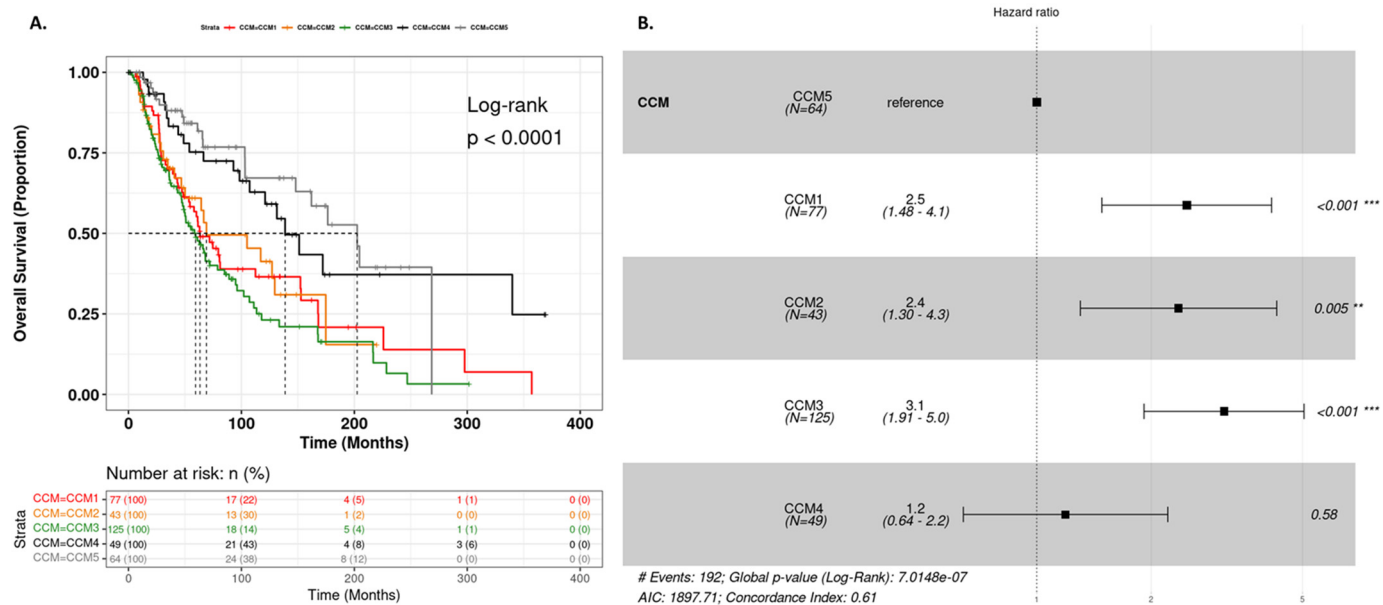 A.
Strata CCM=CCM1 CCM=CCM2 CCM=CCM3 CCM=CCM4 CCM=CCM5
Overall Survival (Proportion)
1.00
0.75
0.50
0.25
0.00
Log-rank
p < 0.0001
0 100 200 300 400
Time (Months)
Number at risk: n (%)
Strata
CCM=CCM1 77 (100) 17 (22) 4 (5) 1 (1) 0 (0)
CCM=CCM2 43 (100) 13 (30) 1 (2) 0 (0) 0 (0)
CCM=CCM3 125 (100) 18 (14) 5 (4) 1 (1) 0 (0)
CCM=CCM4 49 (100) 21 (43) 4 (8) 3 (6) 0 (0)
CCM=CCM5 64 (100) 24 (38) 8 (12) 0 (0) 0 (0)
0 100 200 300 400
Time (Months)
B.
Hazard ratio
CCM CCM5 reference
(N=64)
CCM1 2.5 <0.001 ***
(N=77) (1.48 - 4.1)
CCM2 2.4 0.005 **
(N=43) (1.30 - 4.3)
CCM3 3.1 <0.001 ***
(N=125) (1.91 - 5.0)
CCM4 1.2 0.58
(N=49) (0.64 - 2.2)
# Events: 192; Global p-value (Log-Rank): 7.0148e-07
AIC: 1897.71; Concordance Index: 0.61
1 2 5